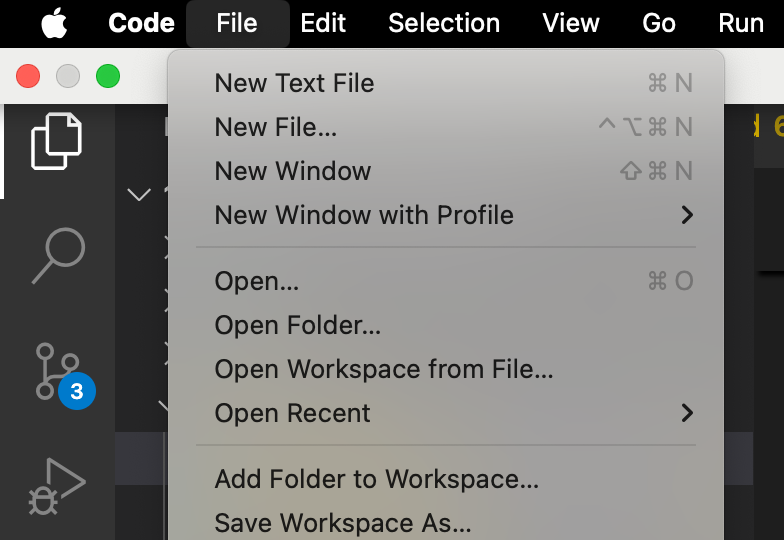 Code File Edit Selection View Go Run
New Text File ⌘ N
New File... ^⌥⌘ N
New Window ⇧⌘ N
New Window with Profile
Open... ⌘ O
Open Folder...
Open Workspace from File...
Open Recent
3
Add Folder to Workspace...
Save Workspace As...